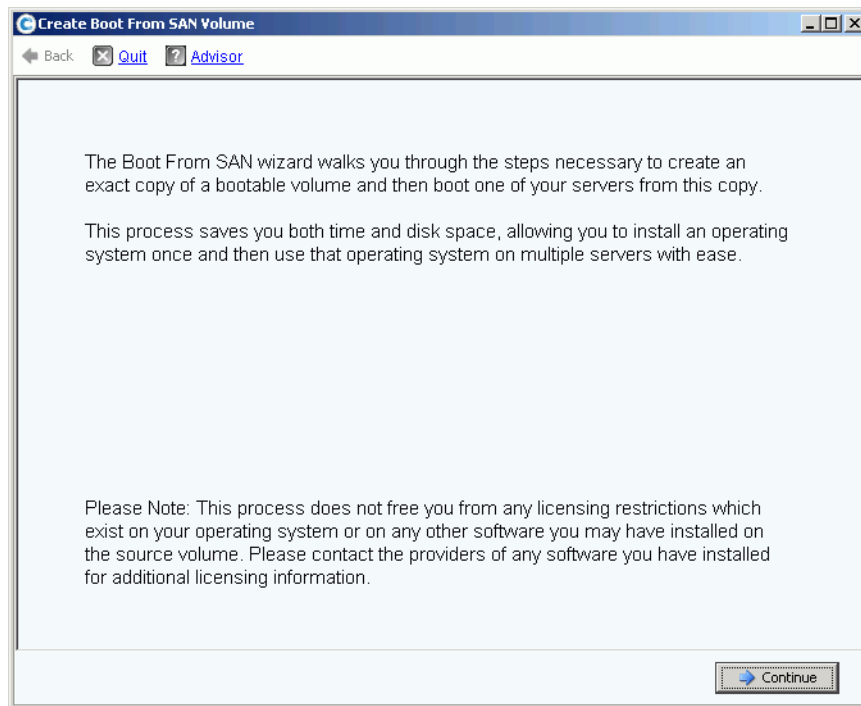 Create Boot From SAN Volume
Back Quit Advisor
The Boot From SAN wizard walks you through the steps necessary to create an
exact copy of a bootable volume and then boot one of your servers from this copy.
This process saves you both time and disk space, allowing you to install an operating
system once and then use that operating system on multiple servers with ease.
Please Note: This process does not free you from any licensing restrictions which
exist on your operating system or on any other software you may have installed on
the source volume. Please contact the providers of any software you have installed
for additional licensing information.
Continue